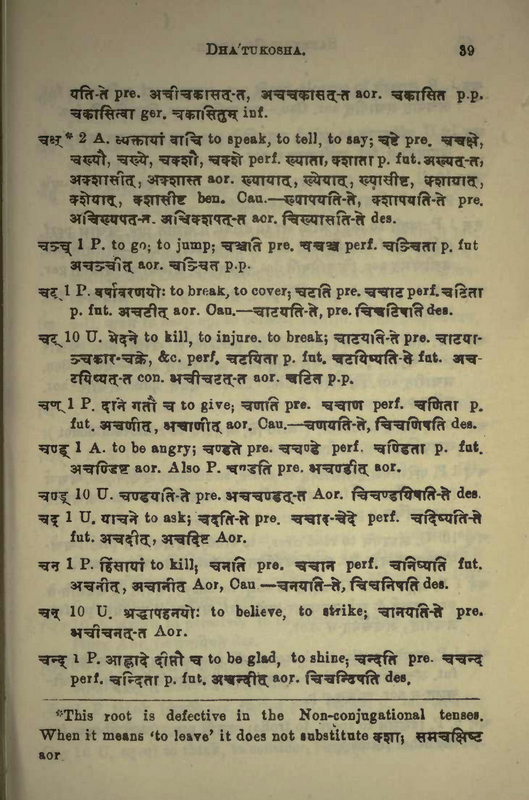 DHA'TUKOSHA. 39
यति-ते pre. अचीचकासत्-त, अचचकासत्-त aor. चकासित p.p.
चकासित्वा ger. चकासितुम् inf.
चक्ष्* 2 A. व्यक्तायां वाचि to speak, to tell, to say; चष्टे pre. चचक्षे,
चख्यौ, चख्ये, चक्शौ, चक्शे perf. ख्याता, क्शाता p. fut. अख्यत्-त,
अक्शासीत्, अक्शास्त aor. ख्यायात्, ख्येयात्, ख्यासीष्ट, क्शायात्,
क्शेयात्, क्शासीष्ट ben. Cau.—ख्यापयति-ते, क्शापयति-ते pre.
अचिख्यपत्-त. अचिक्शपत्-त aor. चिख्यासति-ते des.
चञ्च् 1 P. to go; to jump; चञ्चति pre. चचञ्च perf. चञ्चिता p. fut
अचञ्चीत् aor. चञ्चित p.p.
चट् 1 P. वर्षावरणयोः to break, to cover; चटति pre. चचाट perf. चटिता
p. fut. अचटीत् aor. Cau.—चाटयति-ते, pre. चिचटिषति des.
चट् 10 U. भेदने to kill, to injure. to break; चाटयति-ते pre. चाटया-
ञ्चकार-चक्रे, &c. perf. चटयिता p. fut. चटयिष्यति-ते fut. अच-
टयिष्यत्-त con. अचीचटत्-त aor. चटित p.p.
चण् 1 P. दाने गतौ च to give; चणति pre. चचाण perf. चणिता p.
fut. अचणीत्, अचाणीत् aor. Cau.—चणयति-ते, चिचणिषति des.
चण्ड् 1 A. to be angry; चण्डते pre. चचण्डे perf. चण्डिता p. fut.
अचण्डिष्ट aor. Also P. चण्डति pre. अचण्डीत् aor.
चण्ड् 10 U. चण्डयति-ते pre. अचचण्डत्-त Aor. चिचण्डयिषति-ते des.
चद् 1 U. याचने to ask; चदति-ते pre. चचाद-चेदे perf. चदिष्यति-ते
fut. अचदीत्, अचदिष्ट Aor.
चन 1 P. हिंसायां to kill; चनति pre. चचान perf. चनिष्यति fut.
अचनीत्, अचानीत Aor, Cau—चनयति-ते, चिचनिषति des.
चन् 10 U. श्रद्धापहनयोः to believe, to strike; चानयति-ते pre.
अचीचनत्-त Aor.
चन्द् 1 P. आह्लादे दीप्तौ च to be glad, to shine; चन्दति pre. चचन्द
perf. चन्दिता p. fut. अचन्दीत् aor. चिचन्दिषति des.
*This root is defective in the Non-conjugational tenses.
When it means 'to leave' it does not substitute क्शा; समचक्षिष्ट
aor